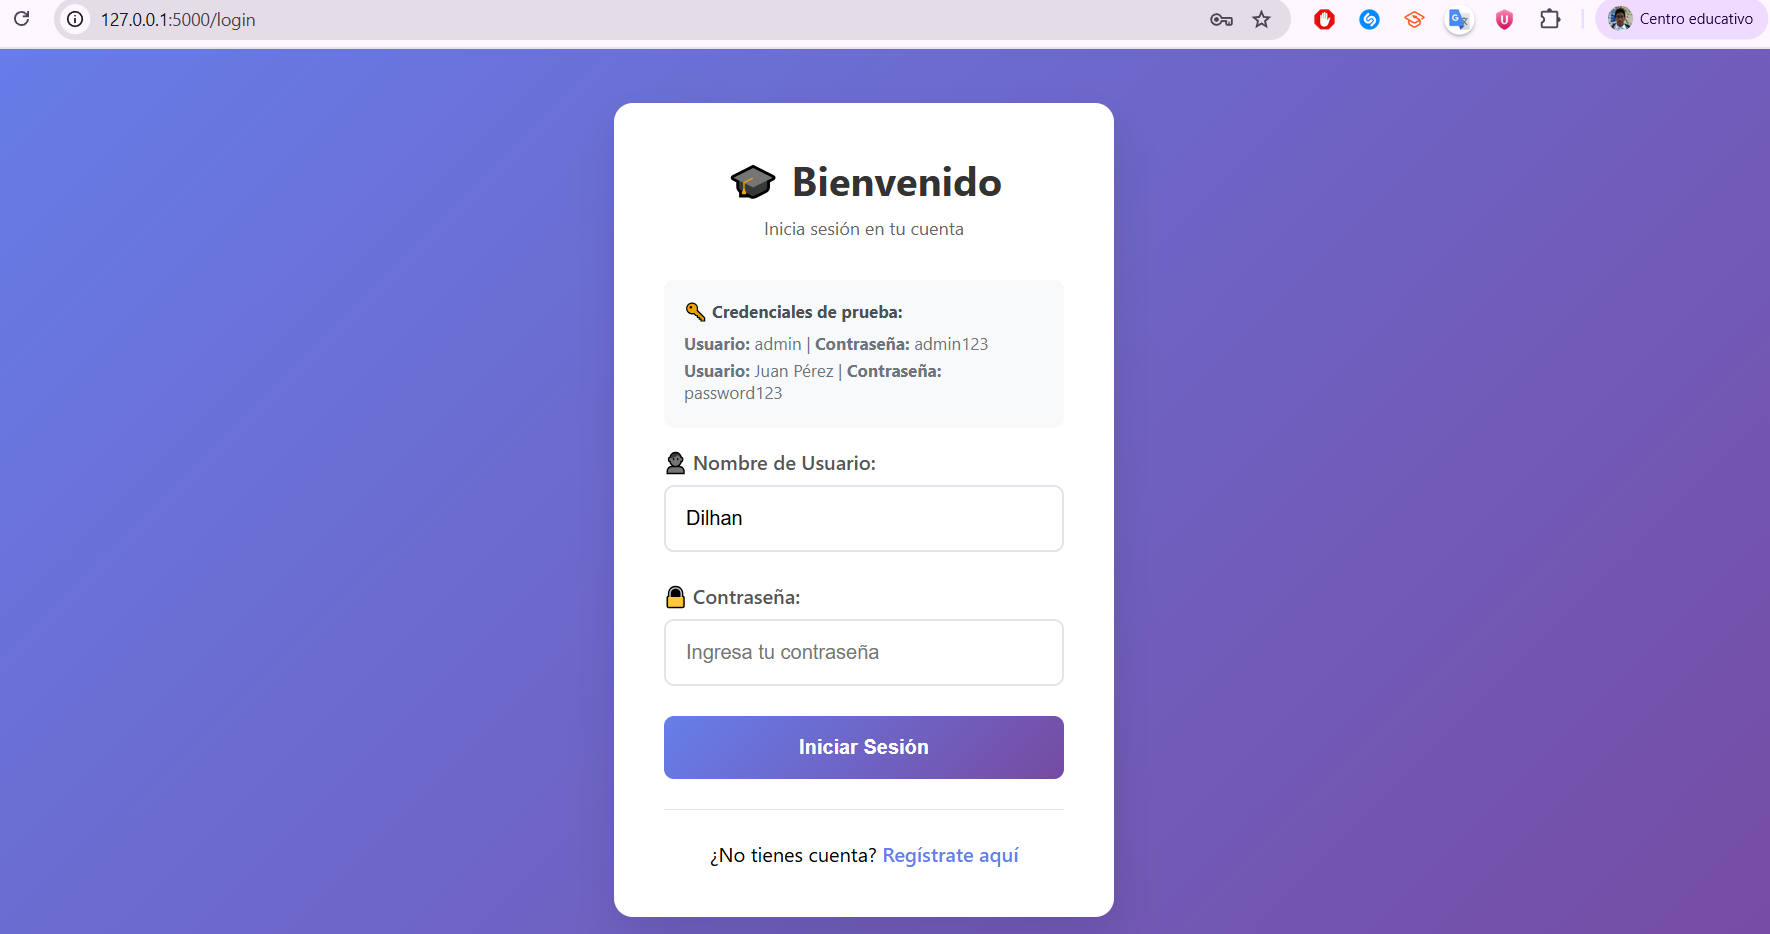 127.0.0.1:5000/login
Centro educativo
Bienvenido
Inicia sesión en tu cuenta
Credenciales de prueba:
Usuario: admin | Contraseña: admin123
Usuario: Juan Pérez | Contraseña:
password123
Nombre de Usuario:
Dilhan
Contraseña:
Ingresa tu contraseña
Iniciar Sesión
¿No tienes cuenta? Regístrate aquí